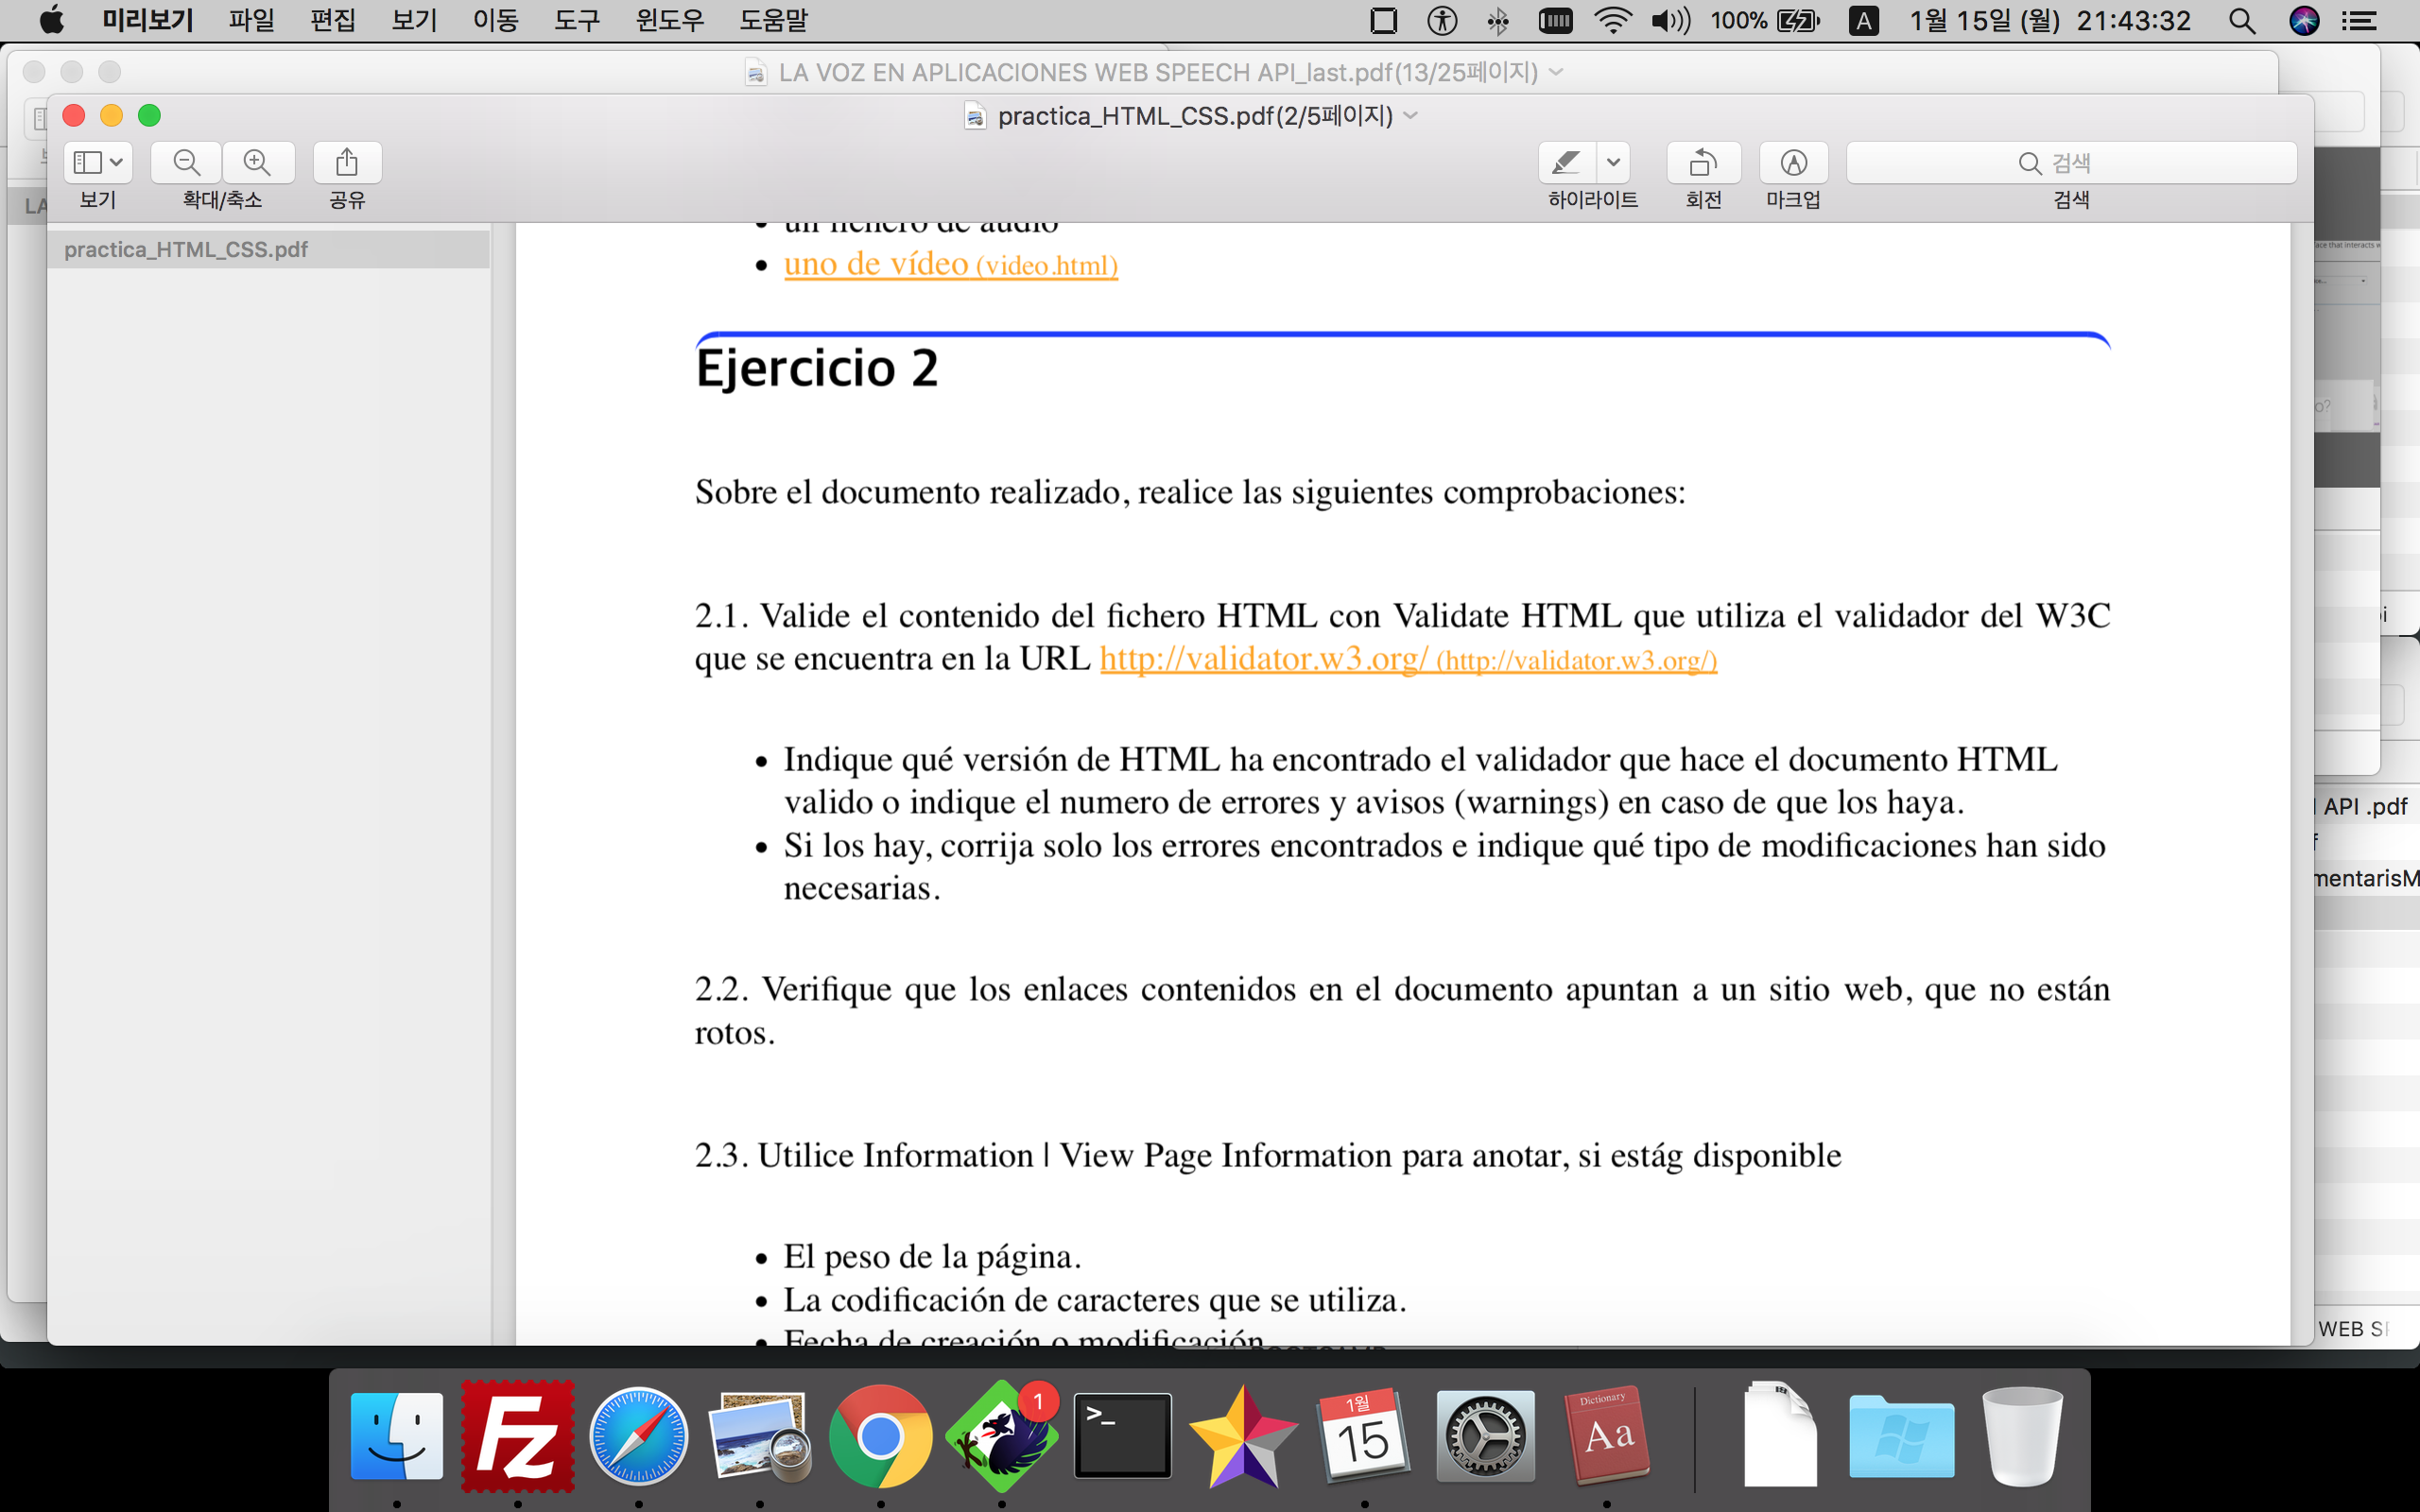 미리보기 파일 편집 보기 이동 도구 윈도우 도움말 100% A 1월 15일 (월) 21:43:32
LA VOZ EN APLICACIONES WEB SPEECH API_last.pdf(13/25페이지)
practica_HTML_CSS.pdf(2/5페이지)
검색
보기 확대/축소 공유 하이라이트 회전 마크업 검색
LA
practica_HTML_CSS.pdf
un fichero de audio
• uno de vídeo (video.html)
Ejercicio 2
Sobre el documento realizado, realice las siguientes comprobaciones:
2.1. Valide el contenido del fichero HTML con Validate HTML que utiliza el validador del W3C
que se encuentra en la URL http://validator.w3.org/ (http://validator.w3.org/)
• Indique qué versión de HTML ha encontrado el validador que hace el documento HTML
valido o indique el numero de errores y avisos (warnings) en caso de que los haya.
• Si los hay, corrija solo los errores encontrados e indique qué tipo de modificaciones han sido
necesarias.
2.2. Verifique que los enlaces contenidos en el documento apuntan a un sitio web, que no están
rotos.
2.3. Utilice Information | View Page Information para anotar, si estág disponible
• El peso de la página.
• La codificación de caracteres que se utiliza.
• Fecha de creación o modificación
face that interacts w
o?
API .pdf
mentarisM
WEB SP
Fz
1
>_
1월
15
Dictionary
Aa